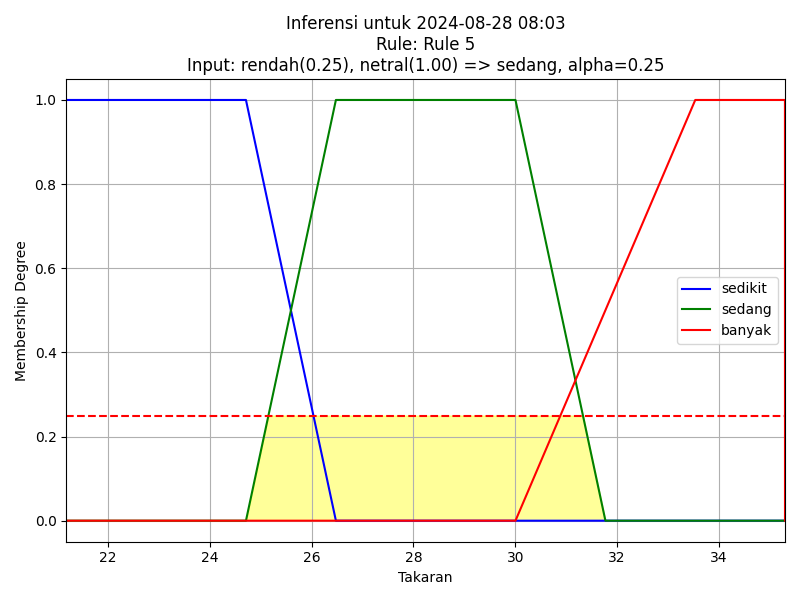 Inferensi untuk 2024-08-28 08:03
Rule: Rule 5
Input: rendah(0.25), netral(1.00) => sedang, alpha=0.25
1.0
0.8
0.6
0.4
0.2
0.0
Membership Degree
sedikit
sedang
banyak
22 24 26 28 30 32 34
Takaran